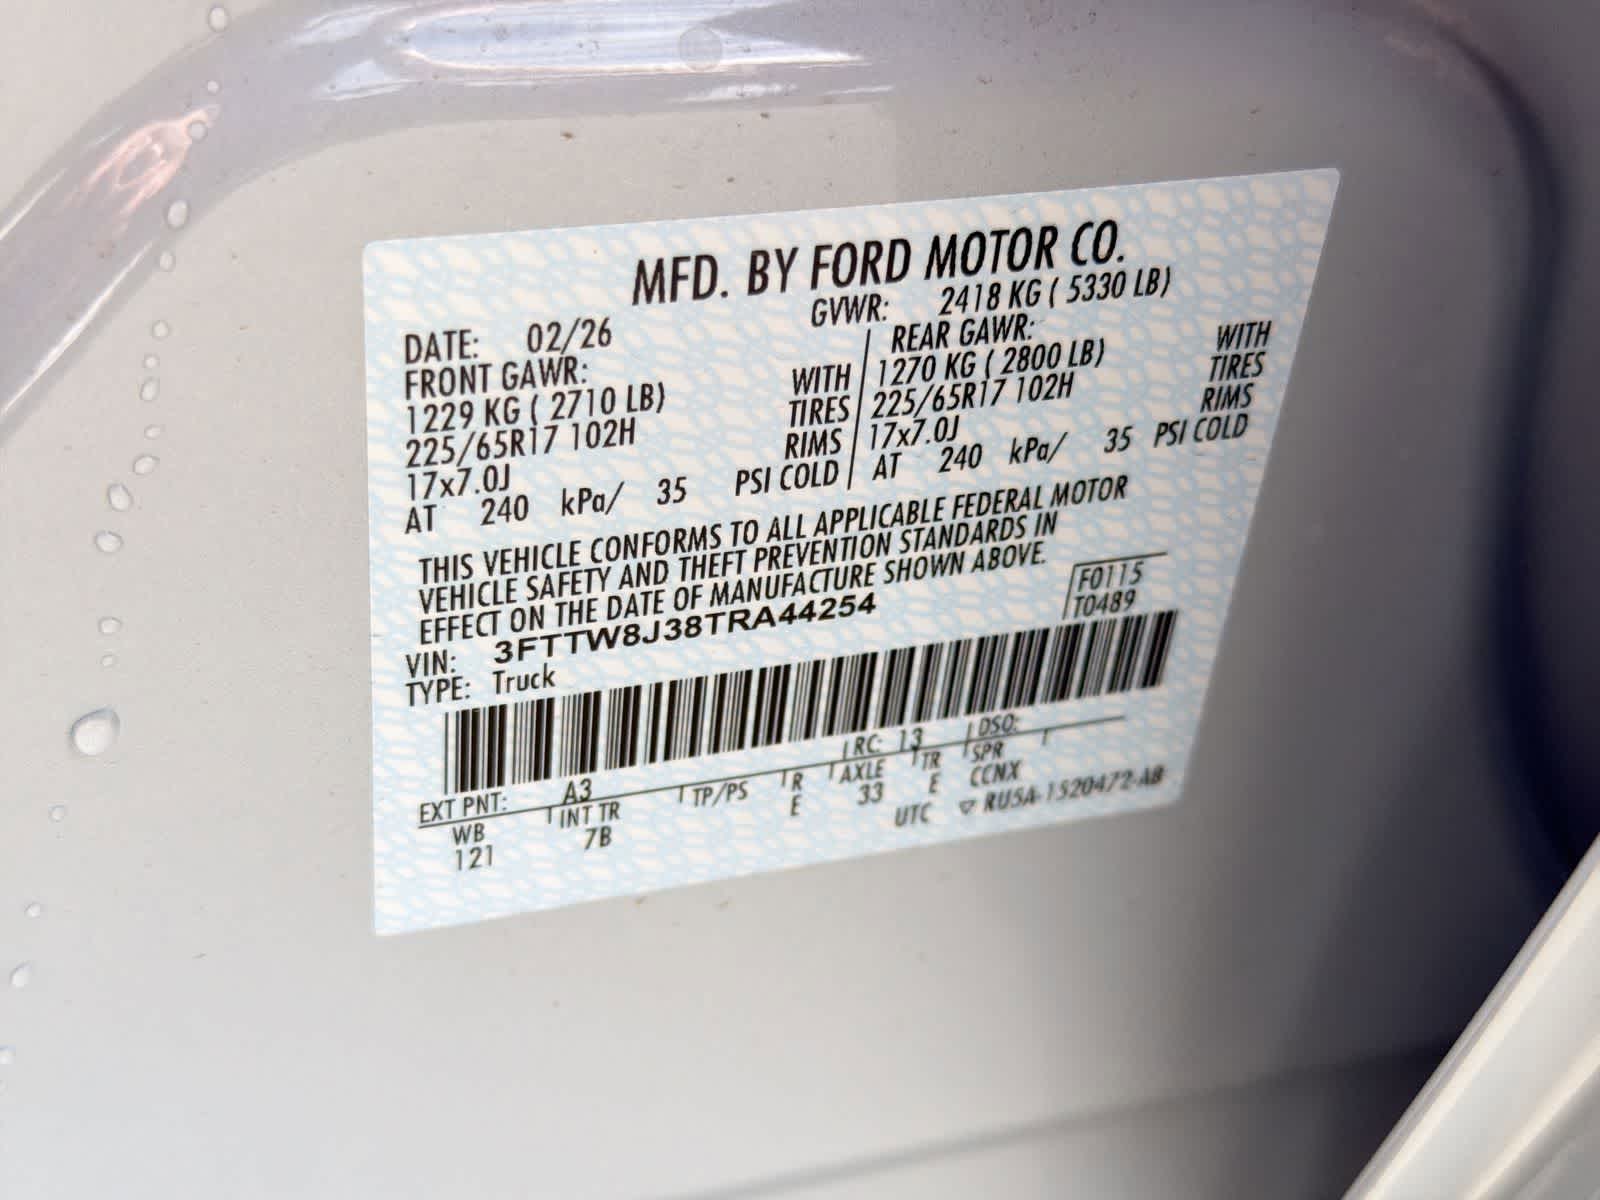 MFD. BY FORD MOTOR CO.
DATE: 02/26 GVWR: 2418 KG ( 5330 LB)
FRONT GAWR: REAR GAWR:
1229 KG ( 2710 LB) WITH 1270 KG ( 2800 LB) WITH
225/65R17 102H TIRES 225/65R17 102H TIRES
17x7.0J RIMS 17x7.0J RIMS
AT 240 kPa/ 35 PSI COLD AT 240 kPa/ 35 PSI COLD
THIS VEHICLE CONFORMS TO ALL APPLICABLE FEDERAL MOTOR
VEHICLE SAFETY AND THEFT PREVENTION STANDARDS IN
EFFECT ON THE DATE OF MANUFACTURE SHOWN ABOVE.
VIN: 3FTTW8J38TRA44254 F0115
TYPE: Truck T0489
EXT PNT: A3 RC: 13 DSO:
WB INT TR TP/PS R AXLE TR SPR
121 7B E 33 E CCNX
UTC ▽ RU5A-1520472-AB